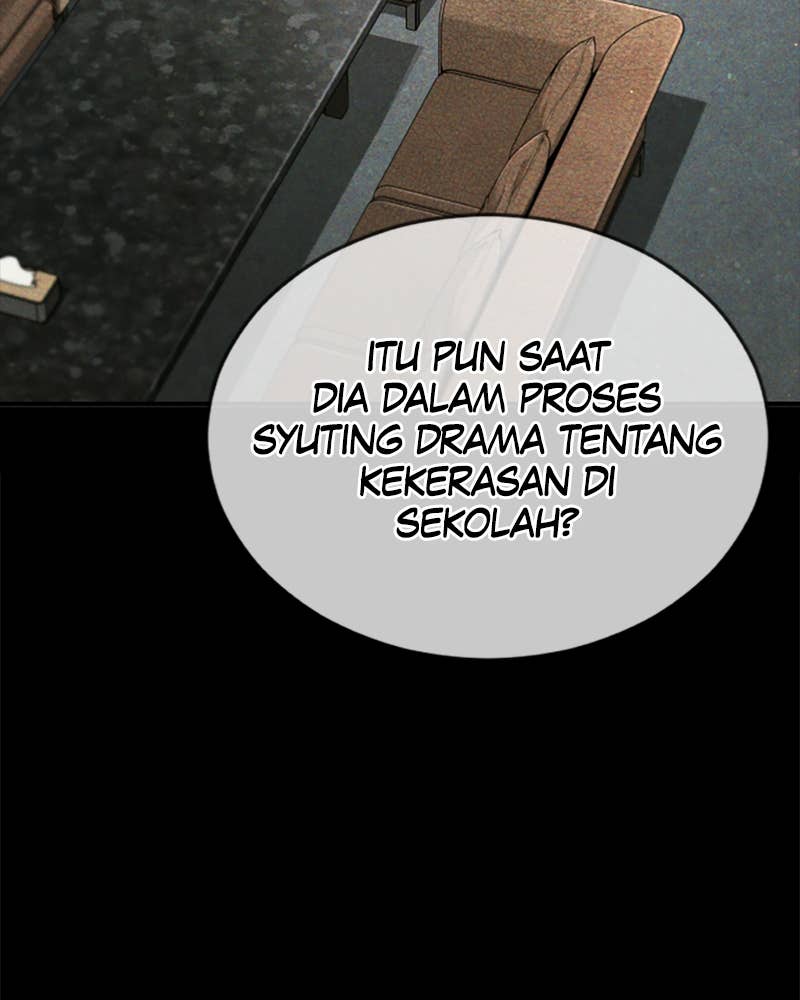 ITU PUN SAAT
DIA DALAM PROSES
SYUTING DRAMA TENTANG
KEKERASAN DI
SEKOLAH?